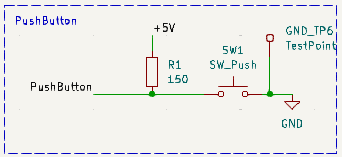 PushButton
+5V
GND_TP6
TestPoint
R1
150
SW1
SW_Push
PushButton
GND